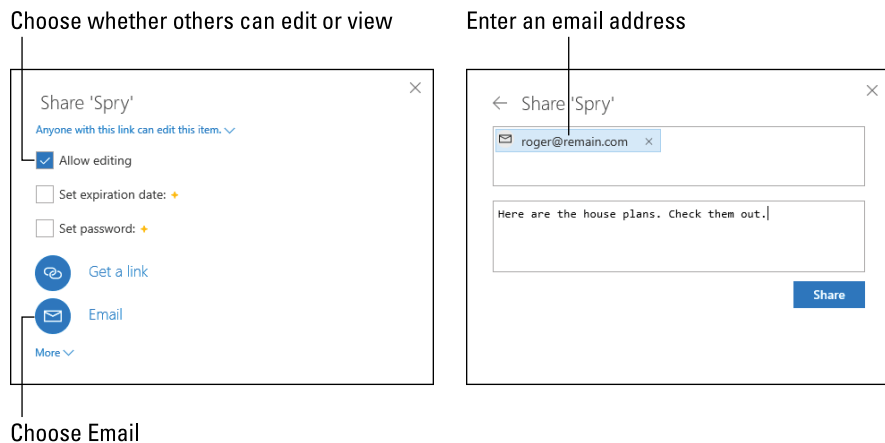 Choose whether others can edit or view
Share 'Spry'
Anyone with this link can edit this item.
Allow editing
Set expiration date:
Set password:
Get a link
Email
More
Choose Email
Enter an email address
Share 'Spry'
roger@remain.com
Here are the house plans. Check them out.
Share